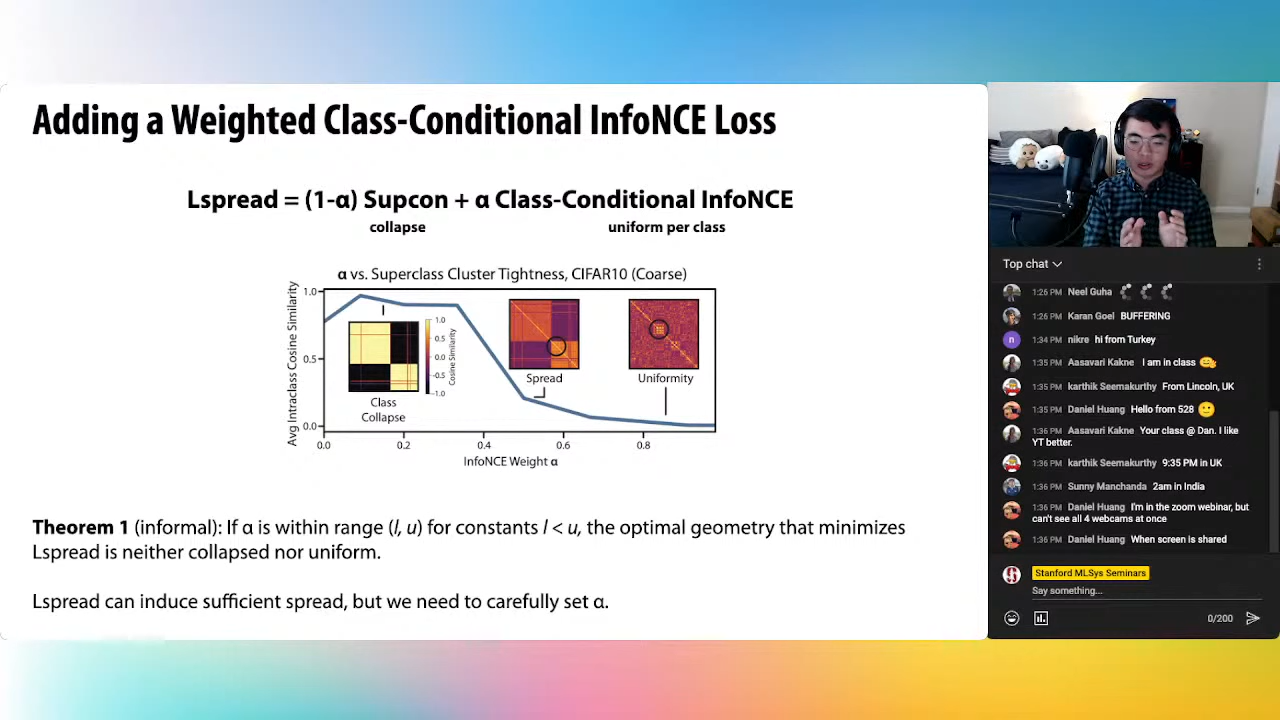 Adding a Weighted Class-Conditional InfoNCE Loss
Lspread = (1-α) Supcon + α Class-Conditional InfoNCE
collapse
uniform per class
α vs. Superclass Cluster Tightness, CIFAR10 (Coarse)
Avg Intraclass Cosine Similarity
1.0
0.5
0.0
1.0
0.5
0.0
-0.5
-1.0
Cosine Similarity
Class
Collapse
Spread
Uniformity
0.0
0.2
0.4
0.6
0.8
InfoNCE Weight α
Theorem 1 (informal): If α is within range (l, u) for constants l < u, the optimal geometry that minimizes
Lspread is neither collapsed nor uniform.
Lspread can induce sufficient spread, but we need to carefully set α.
Top chat
1:26 PM Neel Guha
1:26 PM Karan Goel BUFFERING
n
1:34 PM nikre hi from Turkey
1:35 PM Aasavari Kakne I am in class
1:35 PM karthik Seemakurthy From Lincoln, UK
1:35 PM Daniel Huang Hello from 528
1:36 PM Aasavari Kakne Your class @ Dan. I like
YT better.
1:36 PM karthik Seemakurthy 9:35 PM in UK
1:36 PM Sunny Manchanda 2am in India
1:36 PM Daniel Huang I'm in the zoom webinar, but
can't see all 4 webcams at once
1:36 PM Daniel Huang When screen is shared
Stanford MLSys Seminars
Say something...
0/200